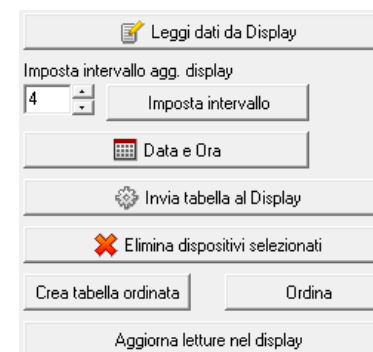 Leggi dati da Display
Imposta intervallo agg. display
4 Imposta intervallo
Data e Ora
Invia tabella al Display
Elimina dispositivi selezionati
Crea tabella ordinata Ordina
Aggiorna letture nel display